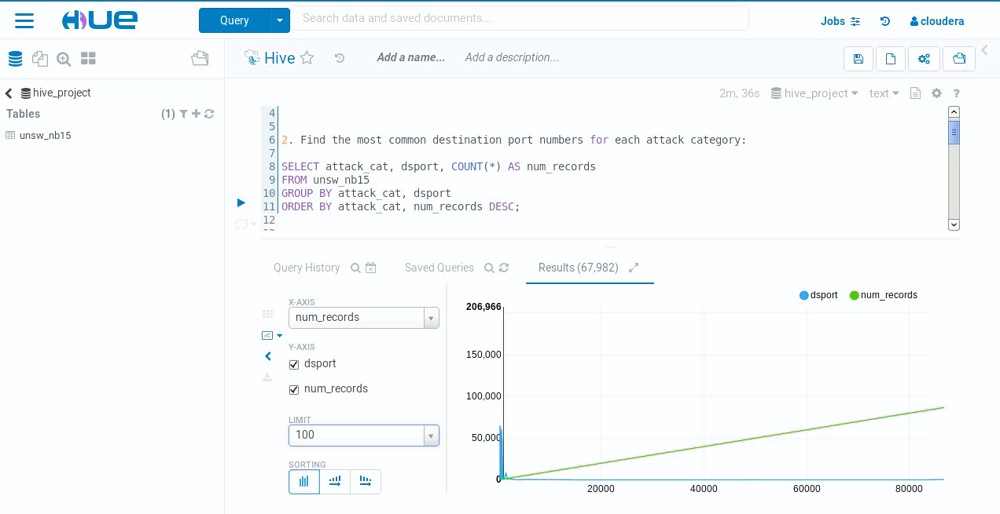 HUE
Query
Search data and saved documents...
Jobs
cloudera
Hive
Add a name...
Add a description...
hive_project
Tables
(1)
unsw_nb15
2m, 36s
hive_project
text
?
4
5
6 2. Find the most common destination port numbers for each attack category:
7
8 SELECT attack_cat, dsport, COUNT(*) AS num_records
9 FROM unsw_nb15
10 GROUP BY attack_cat, dsport
11 ORDER BY attack_cat, num_records DESC;
12
Query History
Saved Queries
Results (67,982)
X-AXIS
num_records
Y-AXIS
dsport
num_records
LIMIT
100
SORTING
dsport
num_records
206,966
150,000
100,000
50,000
0
20000
40000
60000
80000